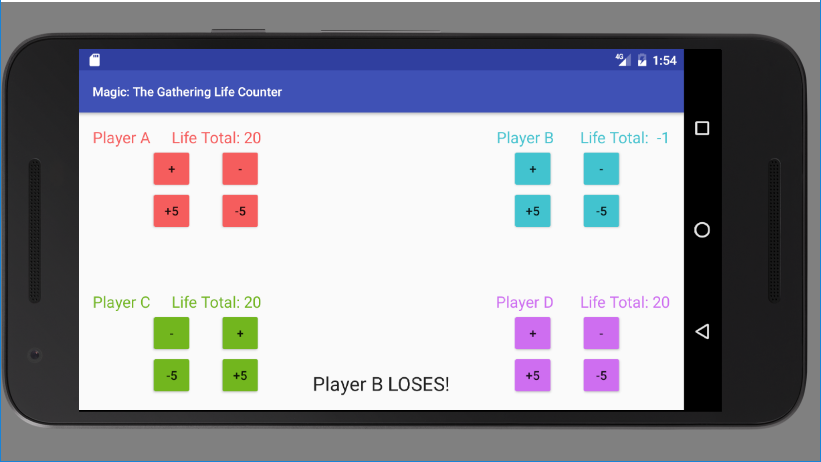 4G 1:54
Magic: The Gathering Life Counter
Player A Life Total: 20
+ -
+5 -5
Player B Life Total: -1
+ -
+5 -5
Player C Life Total: 20
- +
-5 +5
Player D Life Total: 20
+ -
+5 -5
Player B LOSES!